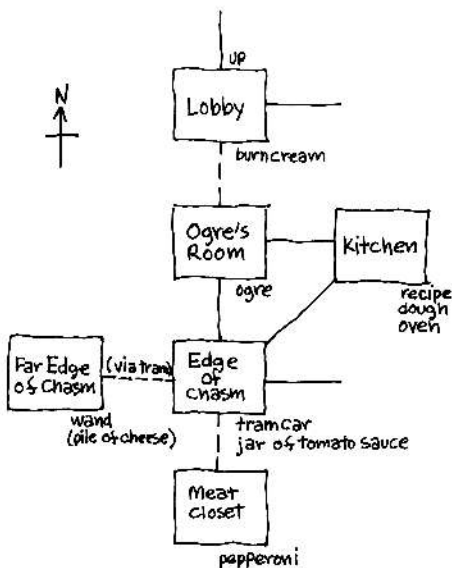 UP
N
Lobby
burncream
Ogre's
Room
ogre
Kitchen
recipe
dough
oven
Far Edge
of Chasm
(via tram)
wand
(pile of cheese)
Edge
of
Chasm
tramcar
jar of tomato sauce
Meat
closet
papperoni